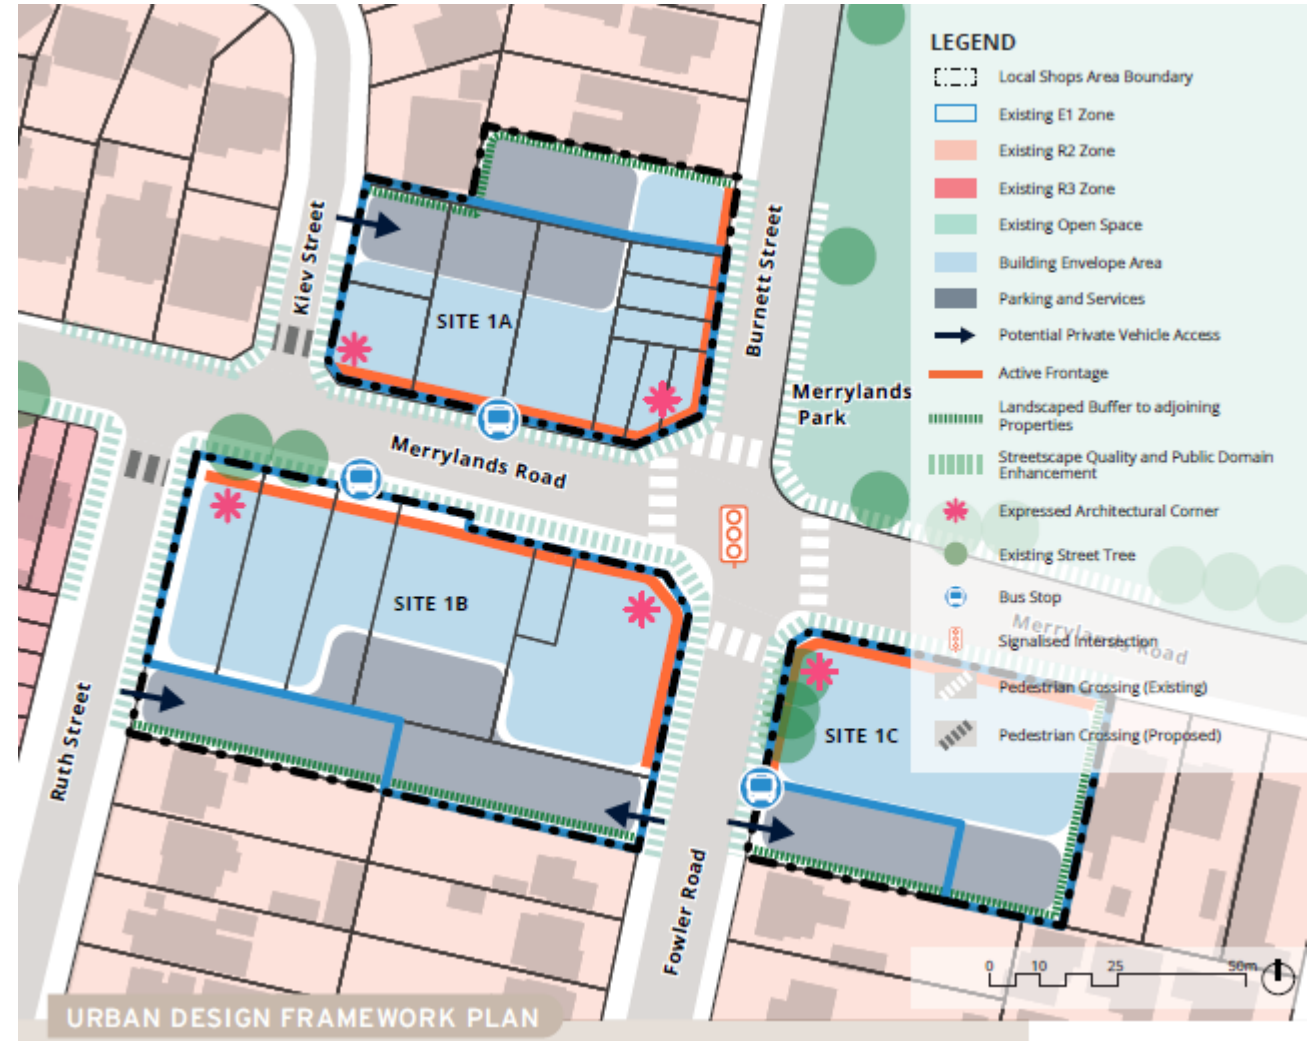 LEGEND
Local Shops Area Boundary
Existing E1 Zone
Existing R2 Zone
Existing R3 Zone
Existing Open Space
Building Envelope Area
Parking and Services
Potential Private Vehicle Access
Active Frontage
Landscaped Buffer to adjoining
Properties
Streetscape Quality and Public Domain
Enhancement
Expressed Architectural Corner
Existing Street Tree
Bus Stop
Signalised Intersection
Pedestrian Crossing (Existing)
Pedestrian Crossing (Proposed)
Kiev Street
SITE 1A
Burnett Street
Merrylands
Park
Merrylands Road
SITE 1B
Merrylands Road
Ruth Street
SITE 1C
Fowler Road
0 10 25 50m
URBAN DESIGN FRAMEWORK PLAN